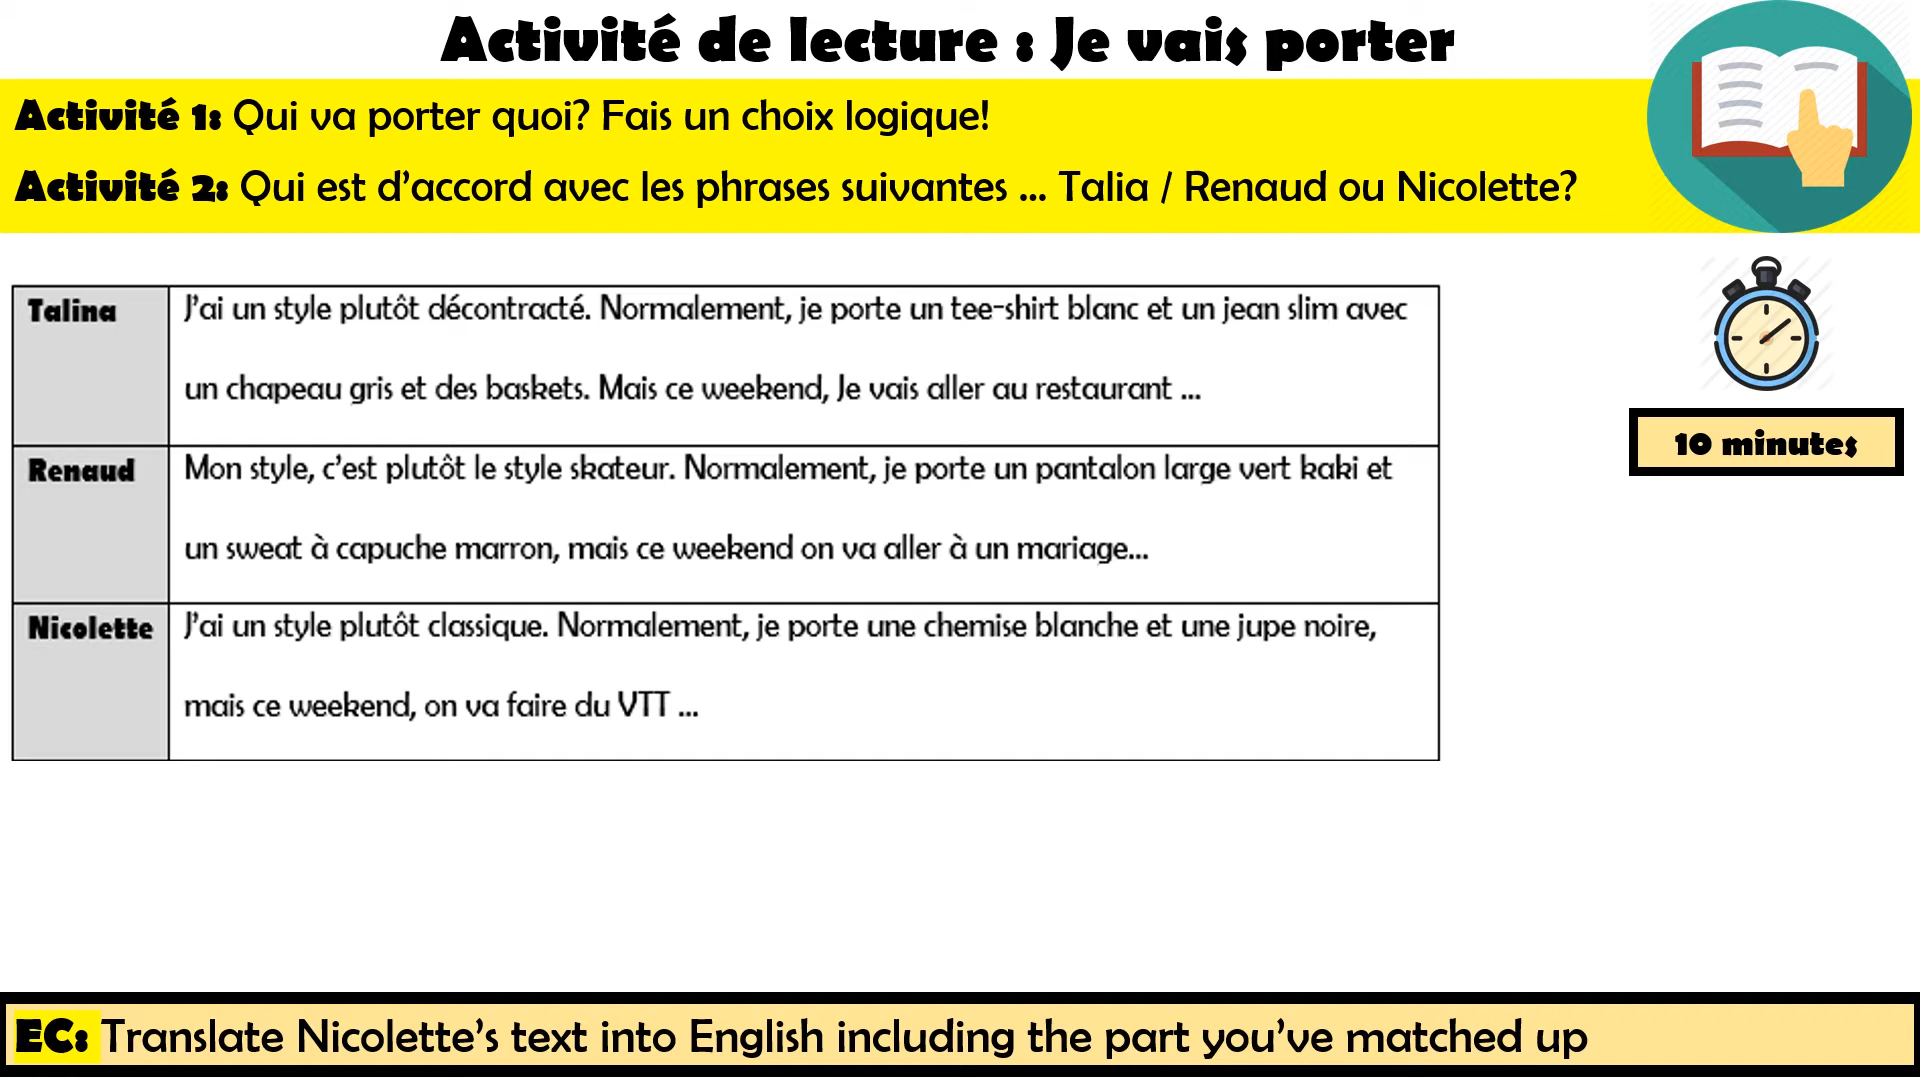 Activité de lecture : Je vais porter
Activité 1: Qui va porter quoi? Fais un choix logique!
Activité 2: Qui est d’accord avec les phrases suivantes ... Talia / Renaud ou Nicolette?
Talina
J’ai un style plutôt décontracté. Normalement, je porte un tee-shirt blanc et un jean slim avec
un chapeau gris et des baskets. Mais ce weekend, Je vais aller au restaurant ...
10 minutes
Renaud
Mon style, c’est plutôt le style skateur. Normalement, je porte un pantalon large vert kaki et
un sweat à capuche marron, mais ce weekend on va aller à un mariage...
Nicolette
J’ai un style plutôt classique. Normalement, je porte une chemise blanche et une jupe noire,
mais ce weekend, on va faire du VTT ...
EC: Translate Nicolette’s text into English including the part you’ve matched up